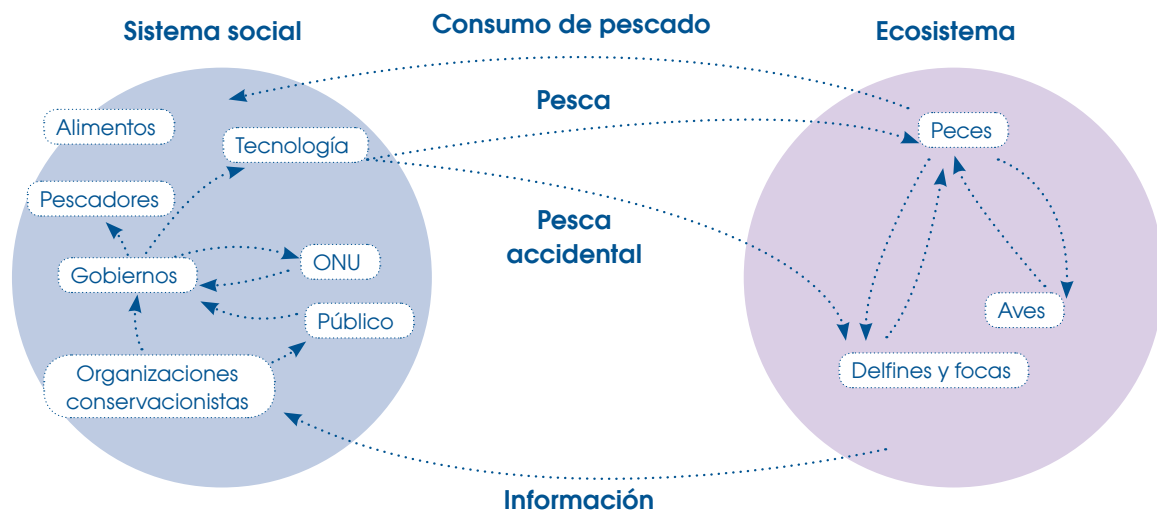 Sistema social
Consumo de pescado
Ecosistema
Pesca
Alimentos
Tecnología
Peces
Pescadores
Pesca
accidental
Gobiernos
ONU
Público
Aves
Organizaciones
conservacionistas
Delfines y focas
Información